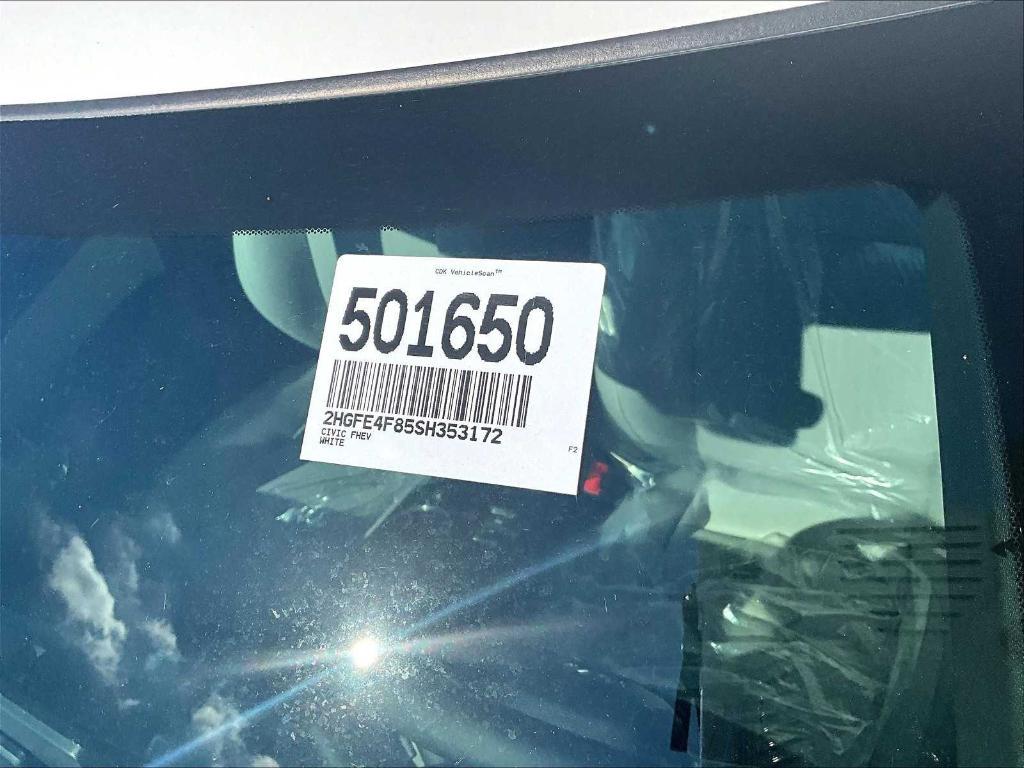 CDK VehicleScan™
501650
2HGFE4F85SH353172
CIVIC FHEV
WHITE
F2